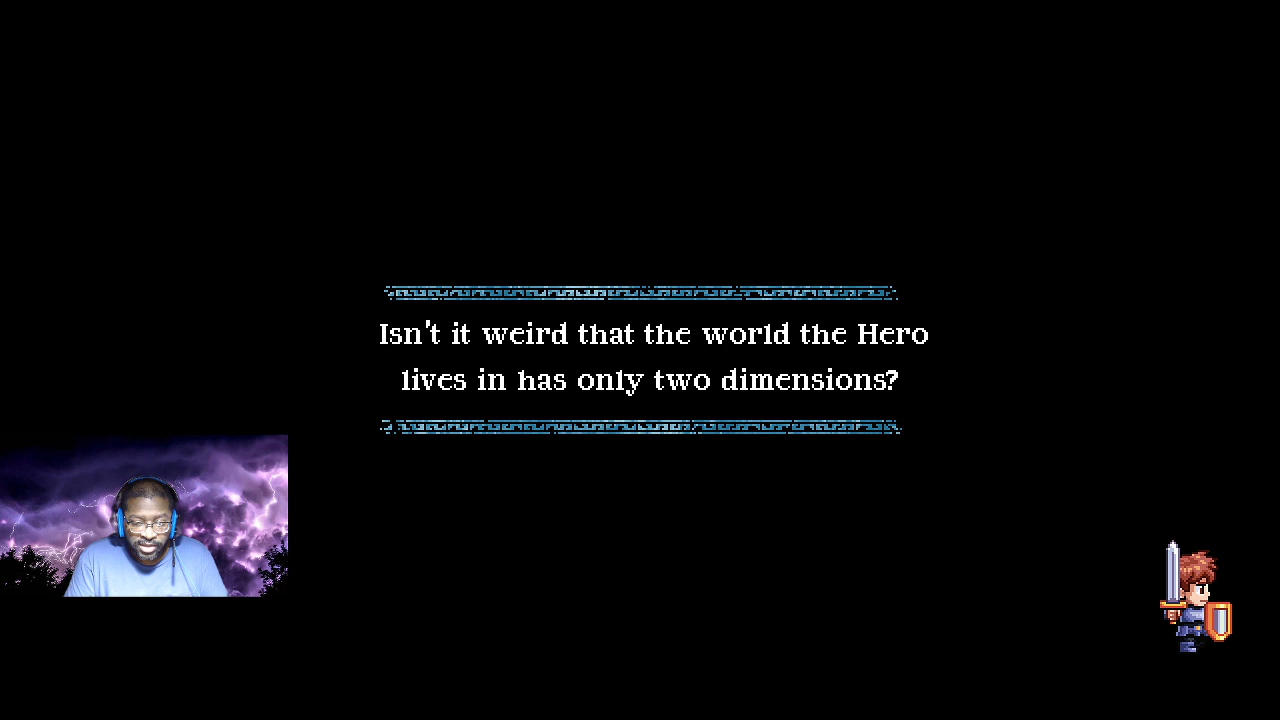 Isn't it weird that the world the Hero
lives in has only two dimensions?